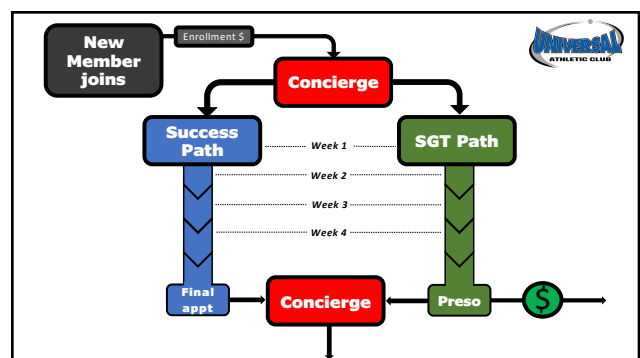 New
Member
joins
Enrollment $
UNIVERSAL
ATHLETIC CLUB
Concierge
Success
Path
Week 1
SGT Path
Week 2
Week 3
Week 4
Final
appt
Concierge
Preso
$